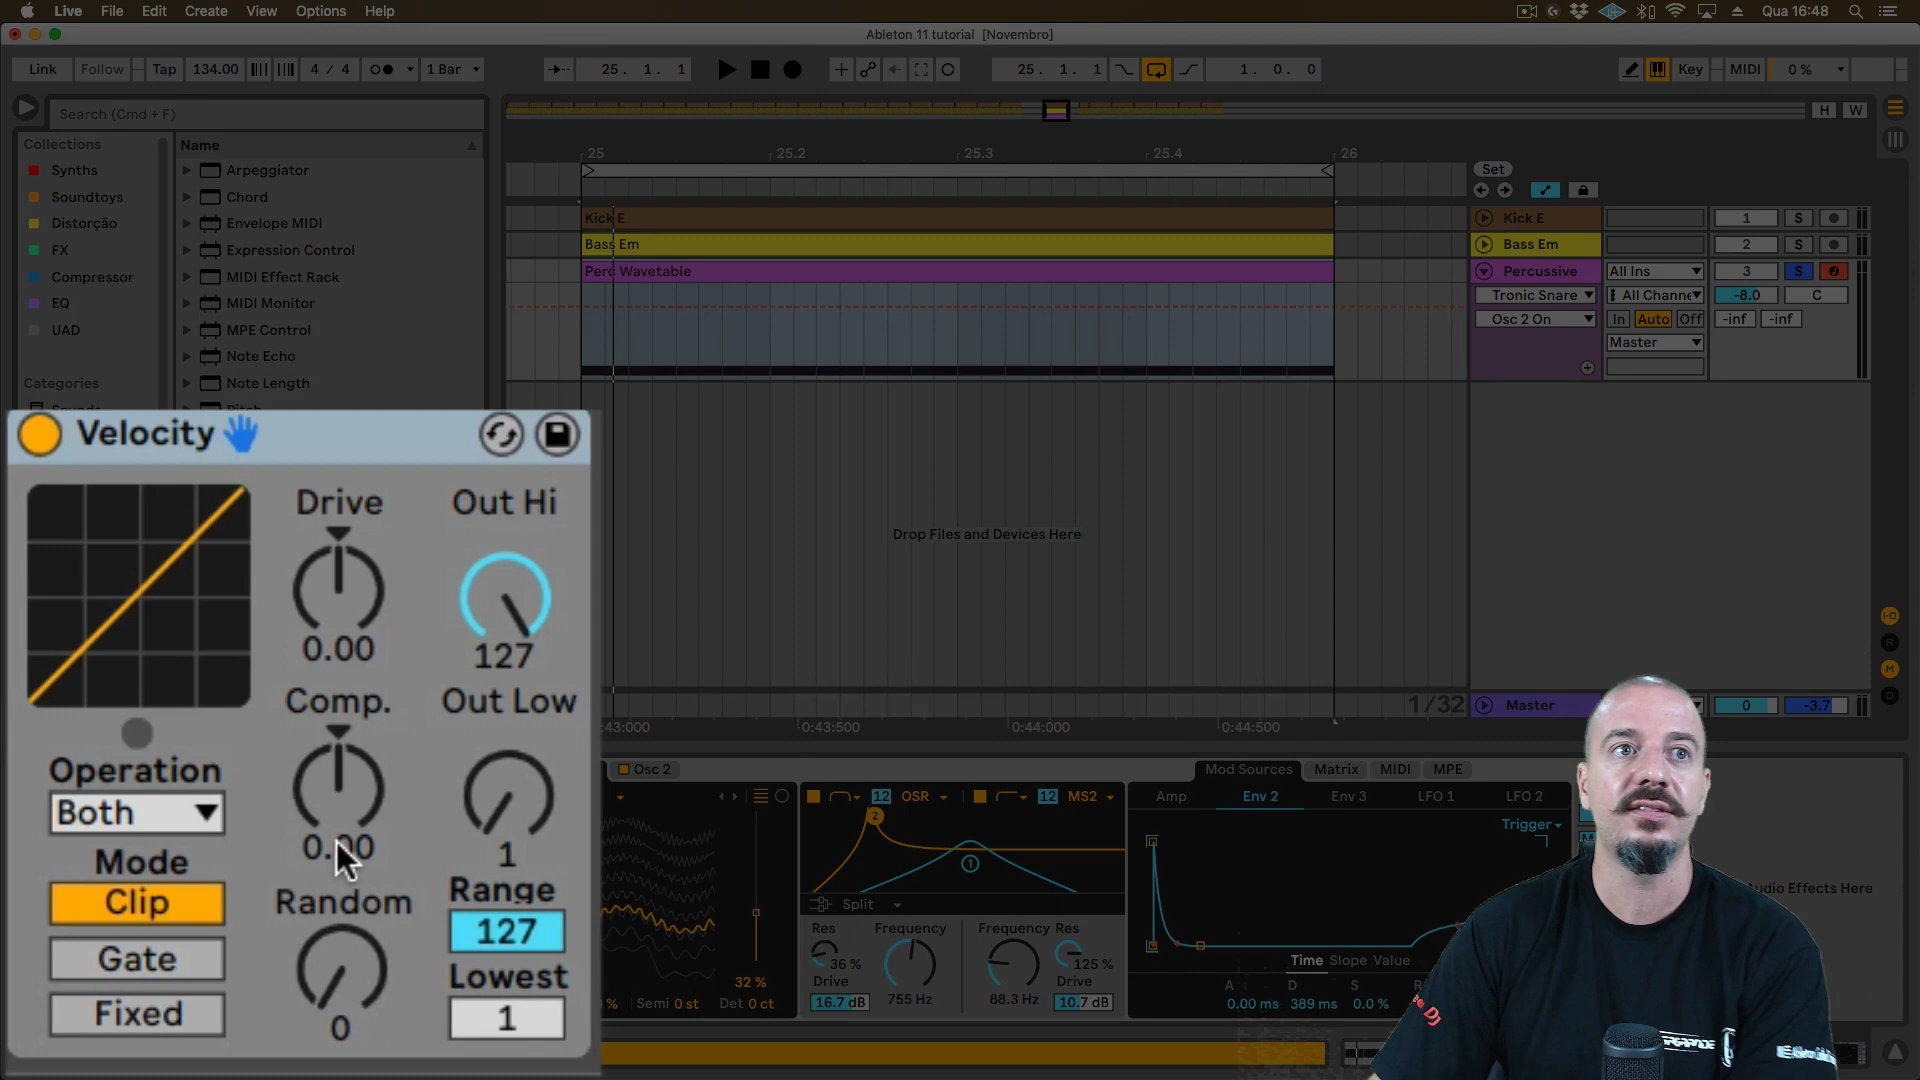 Live File Edit Create View Options Help
Qua 16:48
Ableton 11 tutorial [Novembro]
Link Follow Tap 134.00 4 / 4 1 Bar 25. 1. 1 25. 1. 1 1. 0. 0 Key MIDI 0 %
Search (Cmd + F)
H W
Collections
Synths
Soundtoys
Distorção
FX
Compressor
EQ
UAD
Categories
Name
Arpeggiator
Chord
Envelope MIDI
Expression Control
MIDI Effect Rack
MIDI Monitor
MPE Control
Note Echo
Note Length
25 25.2 25.3 25.4 26
Set
Kick E
Bass Em
Perc Wavetable
Kick E 1 S
Bass Em 2 S
Percussive All Ins 3 S
Tronic Snare All Channe -8.0 C
Osc 2 On In Auto Off -inf -inf
Master
Drop Files and Devices Here
1/32
Master 0 -3.7
:43:000 0:43:500 0:44:000 0:44:500
Velocity
Drive
0.00
Out Hi
127
Comp.
0.00
Out Low
1
Operation
Both
Mode
Clip
Gate
Fixed
Random
0
Range
127
Lowest
1
Osc 2
32 %
Semi 0 st Det 0 ct
12 OSR 12 MS2
2
1
Split
Res Frequency Frequency Res
36 % 125 %
Drive Drive
16.7 dB 755 Hz 88.3 Hz 10.7 dB
Mod Sources Matrix MIDI MPE
Amp Env 2 Env 3 LFO 1 LFO 2
Trigger
Time Slope Value
A D S R
0.00 ms 389 ms 0.0 %
udio Effects Here